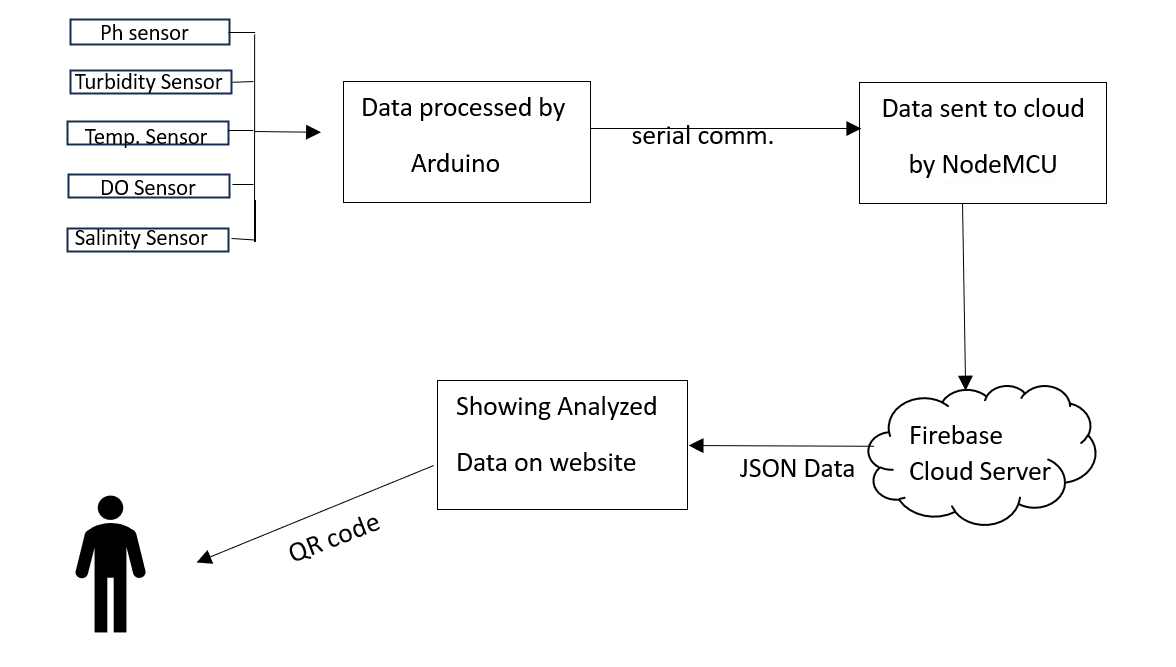 Ph sensor
Turbidity Sensor
Temp. Sensor
DO Sensor
Salinity Sensor
Data processed by
Arduino
serial comm.
Data sent to cloud
by NodeMCU
Firebase
Cloud Server
JSON Data
Showing Analyzed
Data on website
QR code